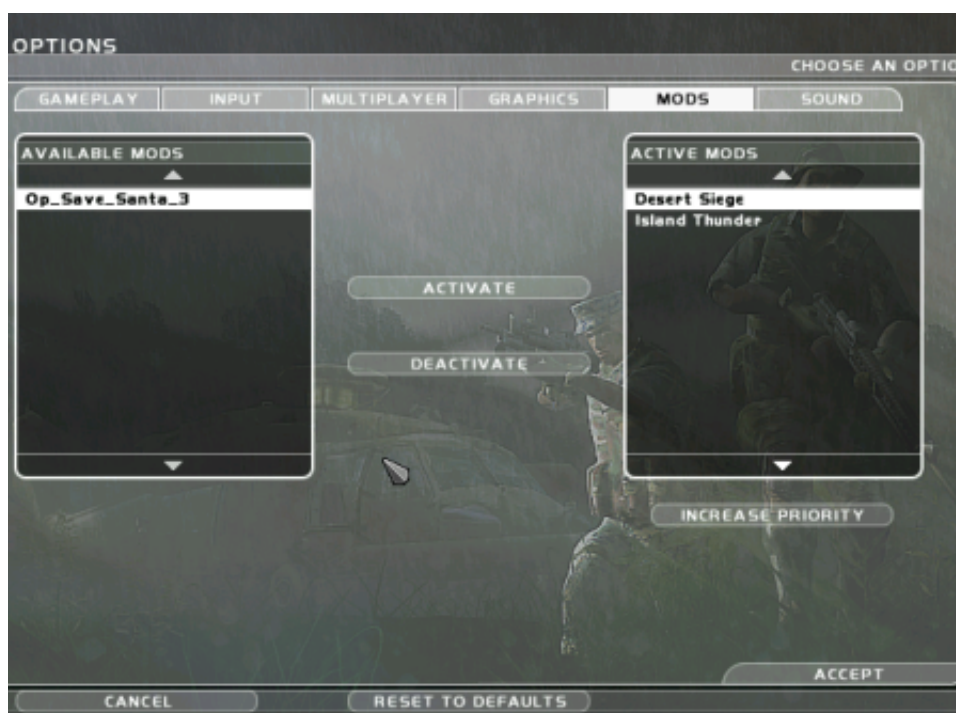 OPTIONS
CHOOSE AN OPTIO
GAMEPLAY INPUT MULTIPLAYER GRAPHICS MODS SOUND
AVAILABLE MODS
Op_Save_Santa_3
ACTIVE MODS
Desert Siege
Island Thunder
ACTIVATE
DEACTIVATE
INCREASE PRIORITY
ACCEPT
CANCEL
RESET TO DEFAULTS